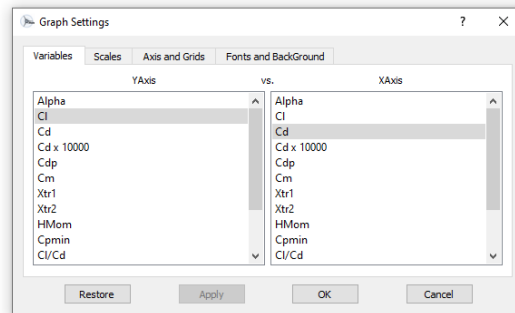 Graph Settings
Variables Scales Axis and Grids Fonts and BackGround
YAxis vs. XAxis
Alpha Alpha
Cl Cl
Cd Cd
Cd x 10000 Cd x 10000
Cdp Cdp
Cm Cm
Xtr1 Xtr1
Xtr2 Xtr2
HMom HMom
Cpmin Cpmin
Cl/Cd Cl/Cd
Restore Apply OK Cancel